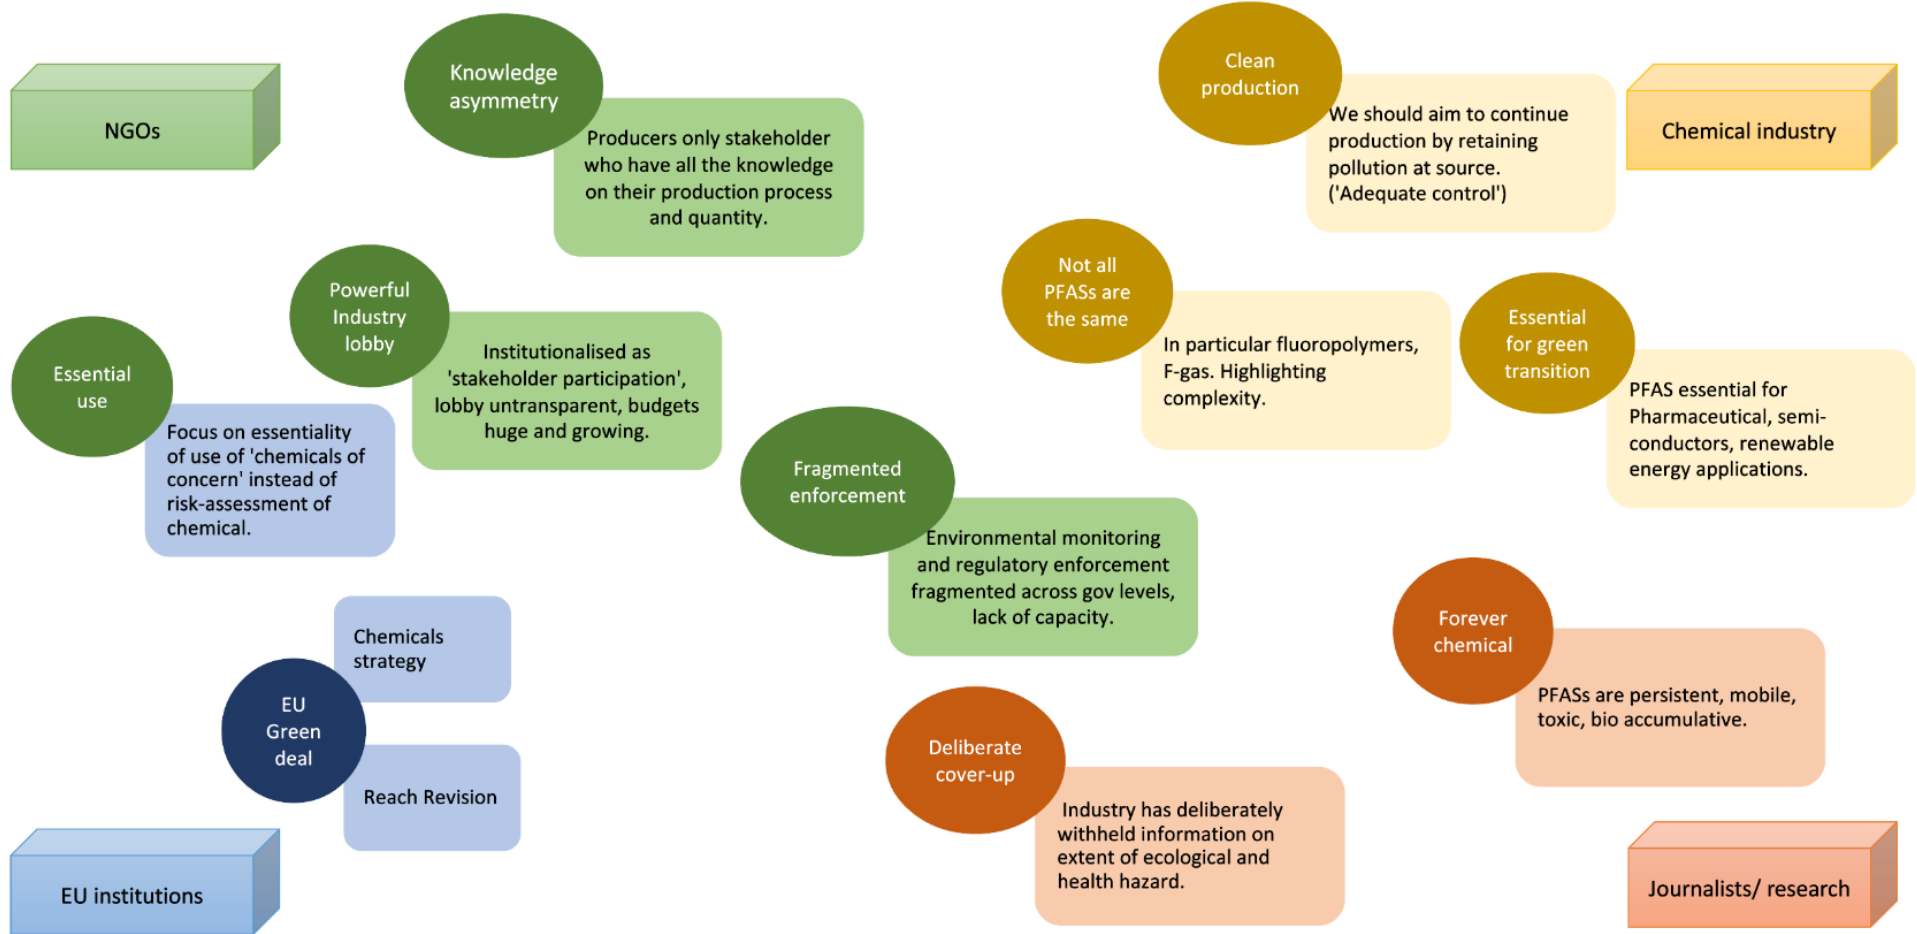 NGOs
Knowledge
asymmetry
Producers only stakeholder
who have all the knowledge
on their production process
and quantity.
Clean
production
We should aim to continue
production by retaining
pollution at source.
('Adequate control')
Chemical industry
Powerful
Industry
lobby
Institutionalised as
'stakeholder participation',
lobby untransparent, budgets
huge and growing.
Not all
PFASs are
the same
In particular fluoropolymers,
F-gas. Highlighting
complexity.
Essential
for green
transition
PFAS essential for
Pharmaceutical, semi-
conductors, renewable
energy applications.
Essential
use
Focus on essentiality
of use of 'chemicals of
concern' instead of
risk-assessment of
chemical.
Fragmented
enforcement
Environmental monitoring
and regulatory enforcement
fragmented across gov levels,
lack of capacity.
Forever
chemical
PFASs are persistent, mobile,
toxic, bio accumulative.
Chemicals
strategy
EU
Green
deal
Reach Revision
Deliberate
cover-up
Industry has deliberately
withheld information on
extent of ecological and
health hazard.
EU institutions
Journalists/ research